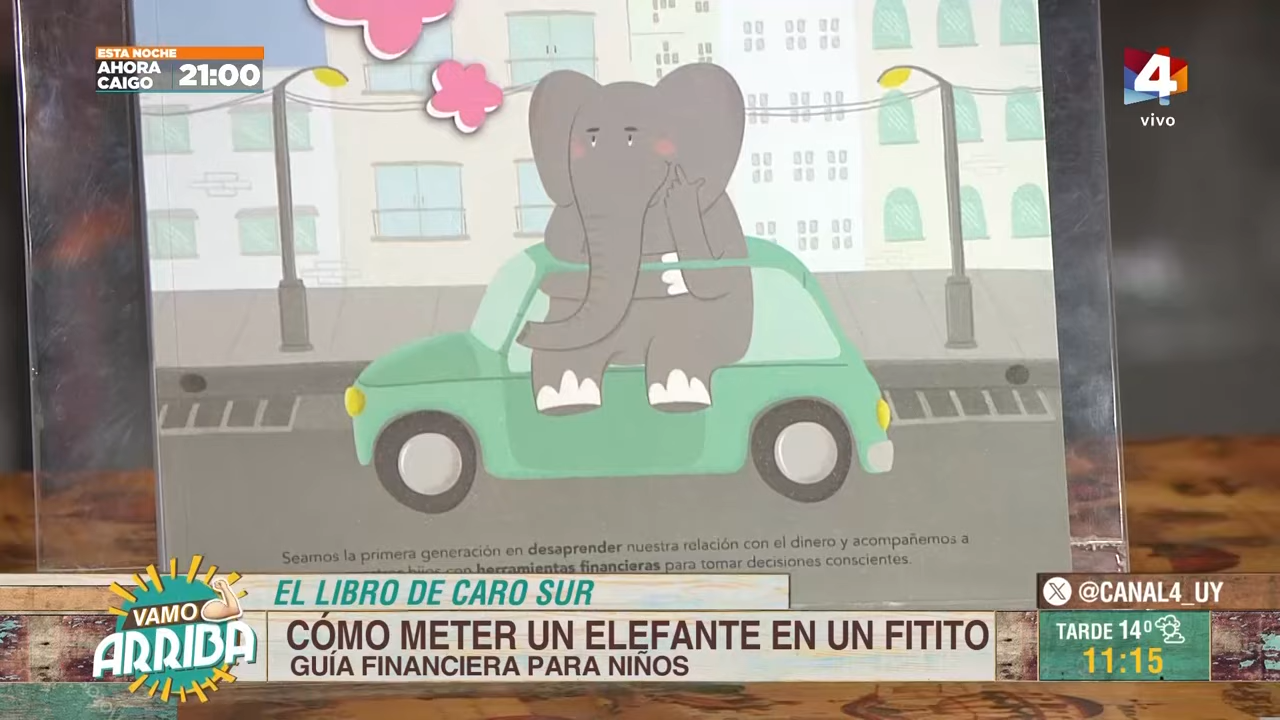 ESTA NOCHE
AHORA
CAIGO
21:00
4
vivo
Seamos la primera generación en desaprender nuestra relación con el dinero y acompañemos a
hijos con herramientas financieras para tomar decisiones conscientes.
EL LIBRO DE CARO SUR
CÓMO METER UN ELEFANTE EN UN FITITO
GUÍA FINANCIERA PARA NIÑOS
VAMO
ARRIBA
@CANAL4_UY
TARDE 14º
11:15